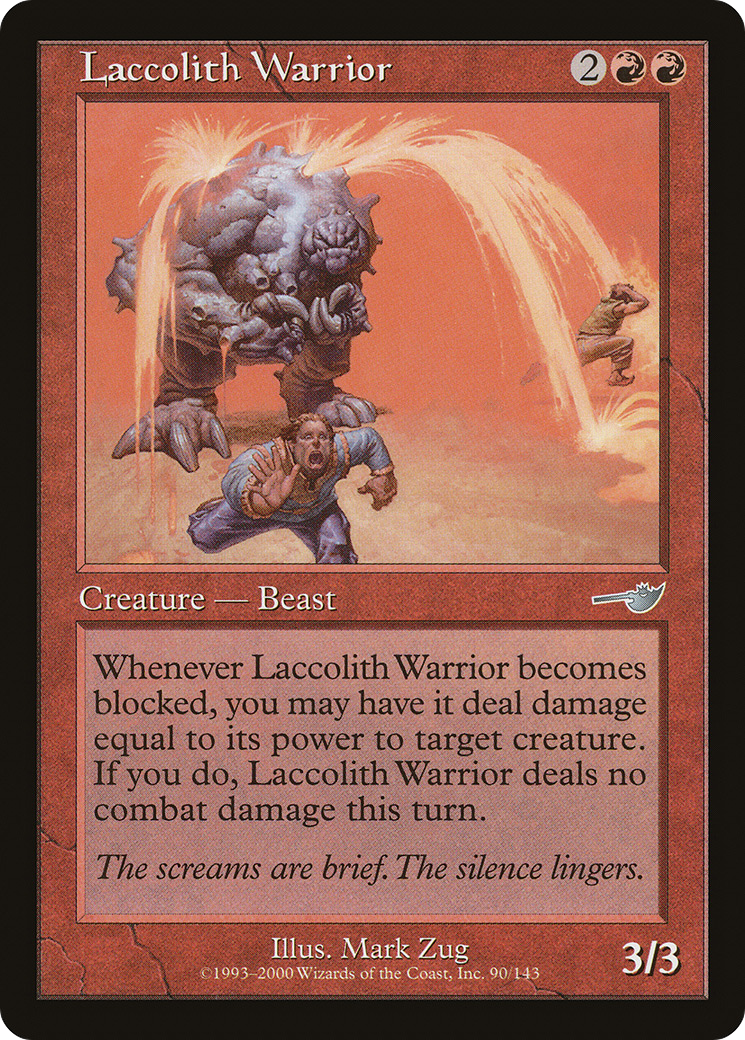 Laccolith Warrior 2
Creature — Beast
Whenever Laccolith Warrior becomes
blocked, you may have it deal damage
equal to its power to target creature.
If you do, Laccolith Warrior deals no
combat damage this turn.
The screams are brief. The silence lingers.
Illus. Mark Zug
©1993–2000 Wizards of the Coast, Inc. 90/143
3/3